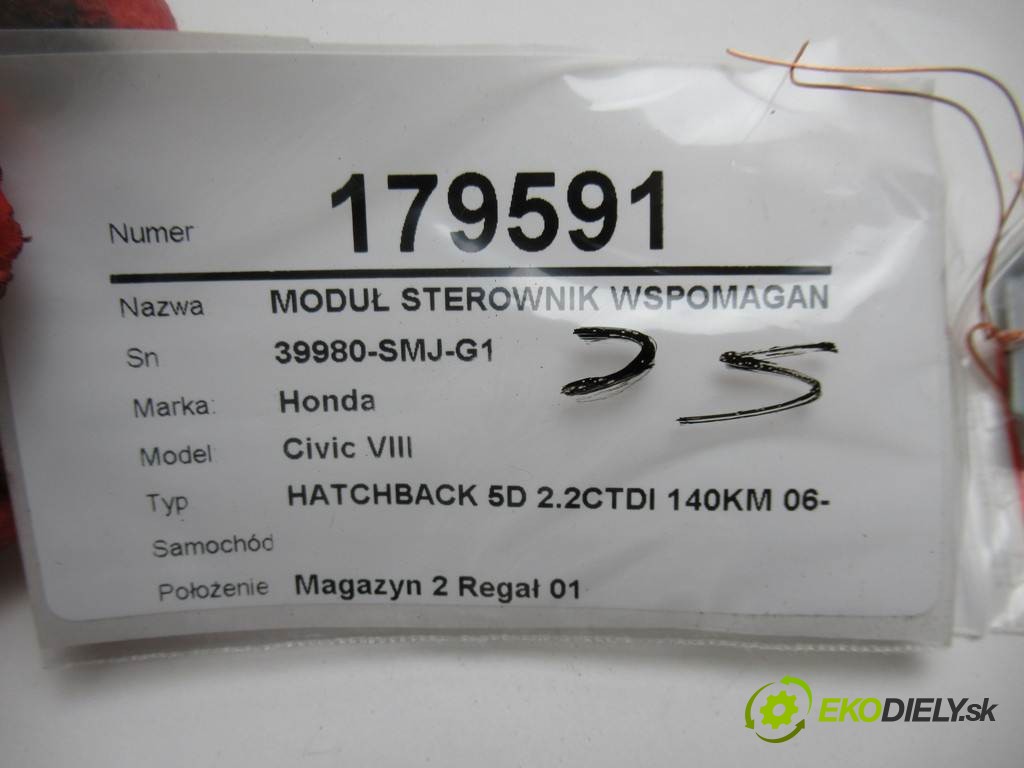 Numer 179591
Nazwa MODUŁ STEROWNIK WSPOMAGAN
Sn 39980-SMJ-G1
Marka: Honda
Model Civic VIII
Typ HATCHBACK 5D 2.2CTDI 140KM 06-
Samochód
Położenie Magazyn 2 Regał 01
EKODIELY.sk